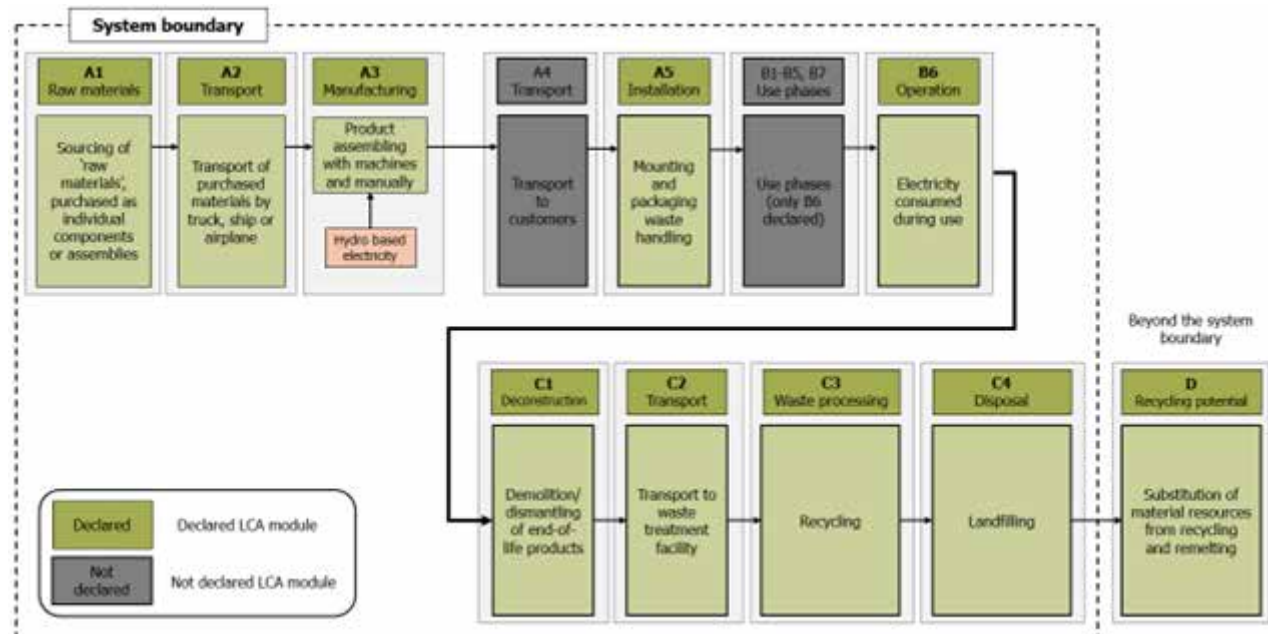 System boundary
A1
Raw materials
Sourcing of
'raw
materials',
purchased as
individual
components
or assemblies
A2
Transport
Transport of
purchased
materials by
truck, ship or
airplane
A3
Manufacturing
Product
assembling
with machines
and manually
Hydro based
electricity
A4
Transport
Transport
to
customers
A5
Installation
Mounting
and
packaging
waste
handling
B1-B5, B7
Use phases
Use phases
(only B6
declared)
B6
Operation
Electricity
consumed
during use
Beyond the system
boundary
C1
Deconstruction
Demolition/
dismantling
of end-of-
life products
C2
Transport
Transport to
waste
treatment
facility
C3
Waste processing
Recycling
C4
Disposal
Landfilling
D
Recycling potential
Substitution of
material resources
from recycling
and remelting
Declared
Declared LCA module
Not
declared
Not declared LCA module